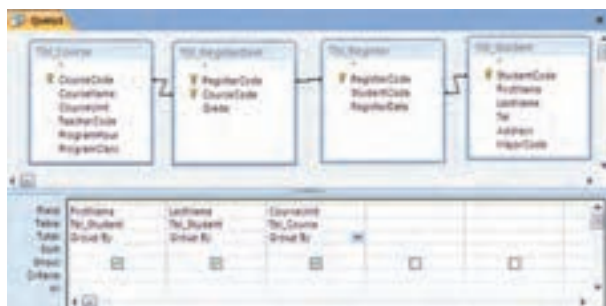 Query1
Tbl_Course
*
CourseCode
CourseName
CourseUnit
TeacherCode
ProgramHour
ProgramClass
*
RegisterCode
CourseCode
Grade
Tbl_Register
*
RegisterCode
StudentCode
RegisterDate
Tbl_Student
*
StudentCode
FirstName
LastName
Tel
Address
MajorCode
Field: FirstName LastName CourseUnit
Table: Tbl_Student Tbl_Student Tbl_Course
Total: Group By Group By Group By
Sort:
Show:
Criteria:
or: